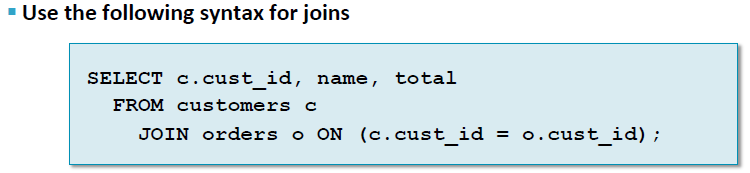 ▪ Use the following syntax for joins
SELECT c.cust_id, name, total
FROM customers c
JOIN orders o ON (c.cust_id = o.cust_id);